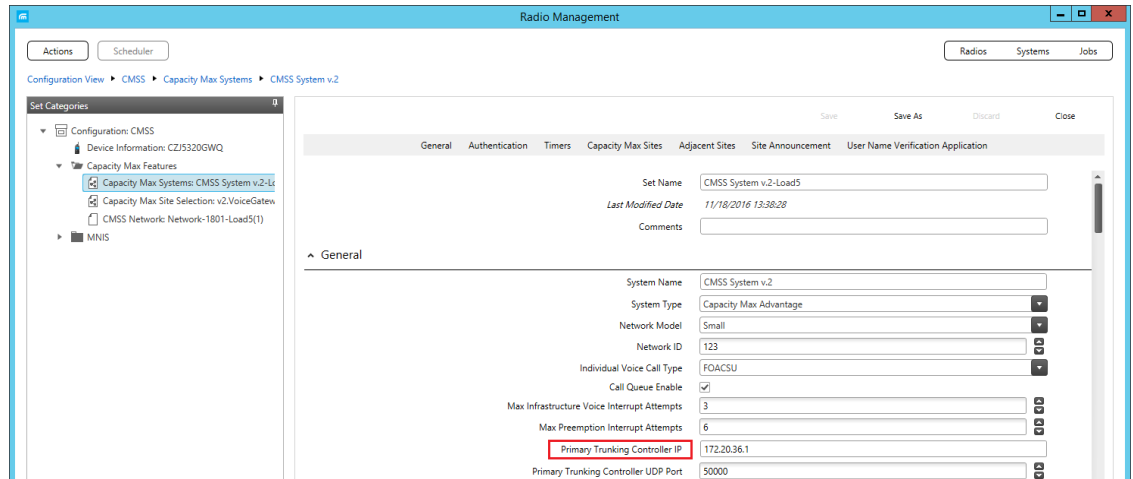 Radio Management
Actions Scheduler Radios Systems Jobs
Configuration View CMSS Capacity Max Systems CMSS System v.2
Set Categories
Configuration: CMSS
Device Information: CZJ5320GWQ
Capacity Max Features
Capacity Max Systems: CMSS System v.2-Lo
Capacity Max Site Selection: v2.VoiceGatew
CMSS Network: Network-1801-Load5(1)
MNIS
Save Save As Discard Close
General Authentication Timers Capacity Max Sites Adjacent Sites Site Announcement User Name Verification Application
Set Name CMSS System v.2-Load5
Last Modified Date 11/18/2016 13:38:28
Comments
General
System Name CMSS System v.2
System Type Capacity Max Advantage
Network Model Small
Network ID 123
Individual Voice Call Type FOACSU
Call Queue Enable
Max Infrastructure Voice Interrupt Attempts 3
Max Preemption Interrupt Attempts 6
Primary Trunking Controller IP 172.20.36.1
Primary Trunking Controller UDP Port 50000